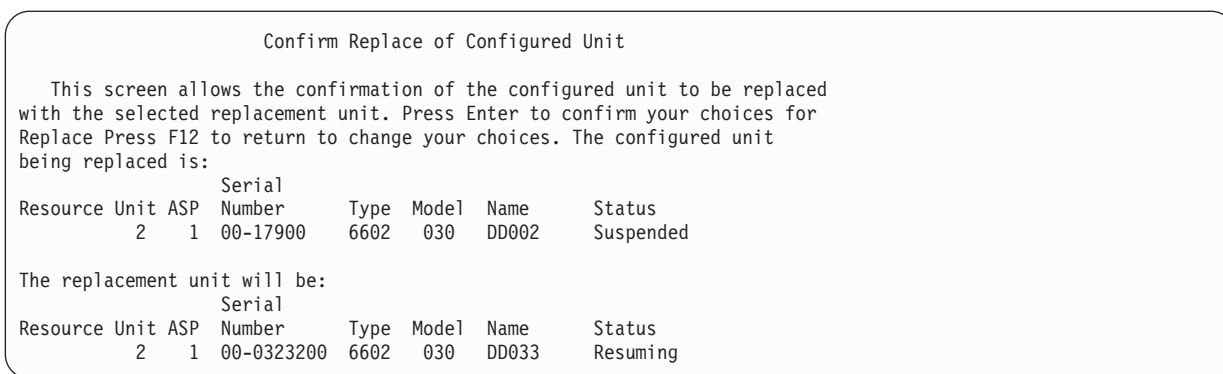 Confirm Replace of Configured Unit
This screen allows the confirmation of the configured unit to be replaced
with the selected replacement unit. Press Enter to confirm your choices for
Replace Press F12 to return to change your choices. The configured unit
being replaced is:
Serial
Resource Unit ASP Number Type Model Name Status
2 1 00-17900 6602 030 DD002 Suspended
The replacement unit will be:
Serial
Resource Unit ASP Number Type Model Name Status
2 1 00-0323200 6602 030 DD033 Resuming